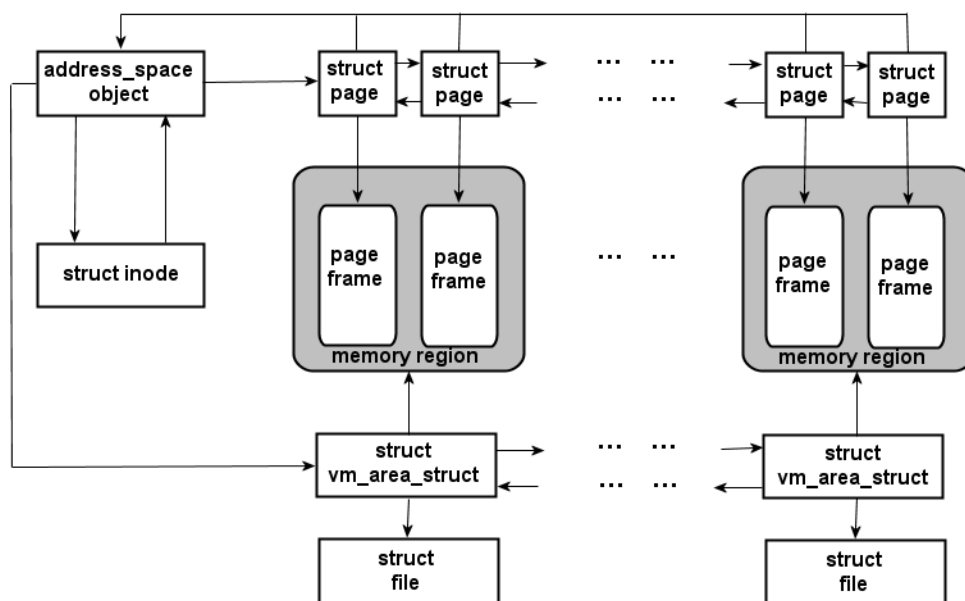 address_space
object
struct
page
struct
page
... ...
... ...
struct
page
struct
page
struct inode
page
frame
page
frame
memory region
... ...
page
frame
page
frame
memory region
struct
vm_area_struct
... ...
... ...
struct
vm_area_struct
struct
file
struct
file